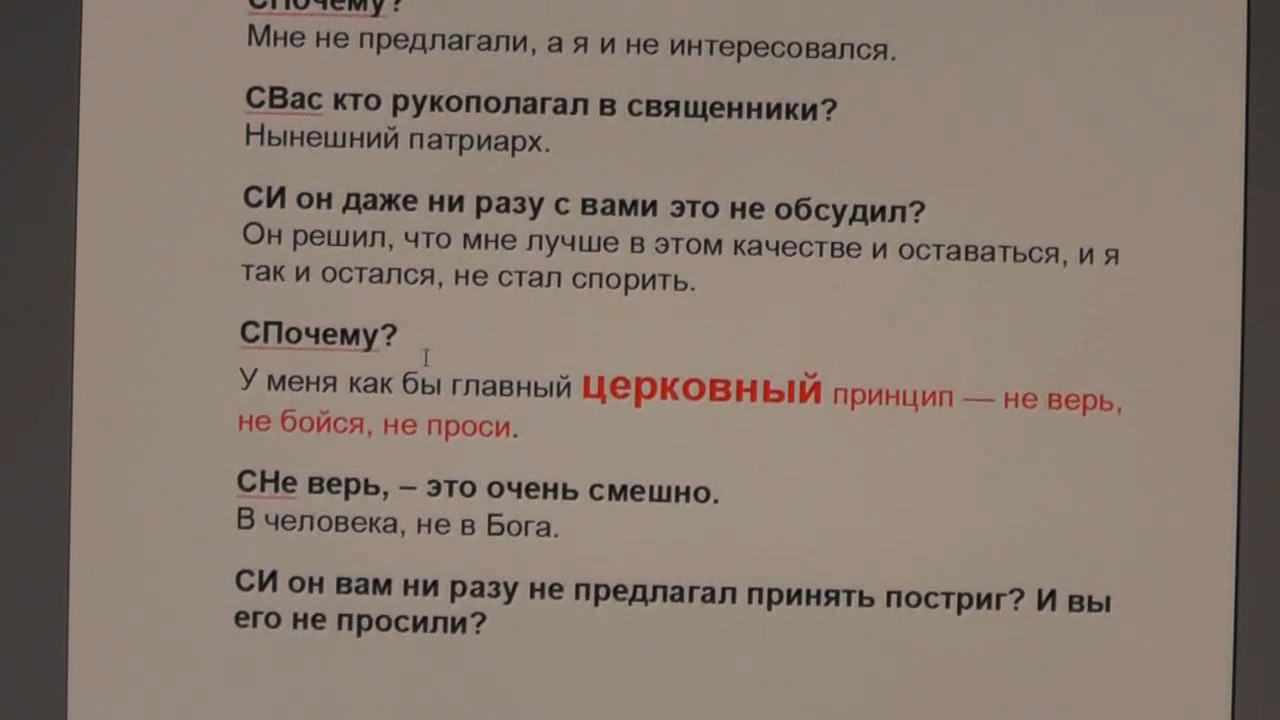 СПочему?
Мне не предлагали, а я и не интересовался.
СВас кто рукополагал в священники?
Нынешний патриарх.
СИ он даже ни разу с вами это не обсудил?
Он решил, что мне лучше в этом качестве и оставаться, и я
так и остался, не стал спорить.
СПочему?
У меня как бы главный церковный принцип — не верь,
не бойся, не проси.
СНе верь, – это очень смешно.
В человека, не в Бога.
СИ он вам ни разу не предлагал принять постриг? И вы
его не просили?